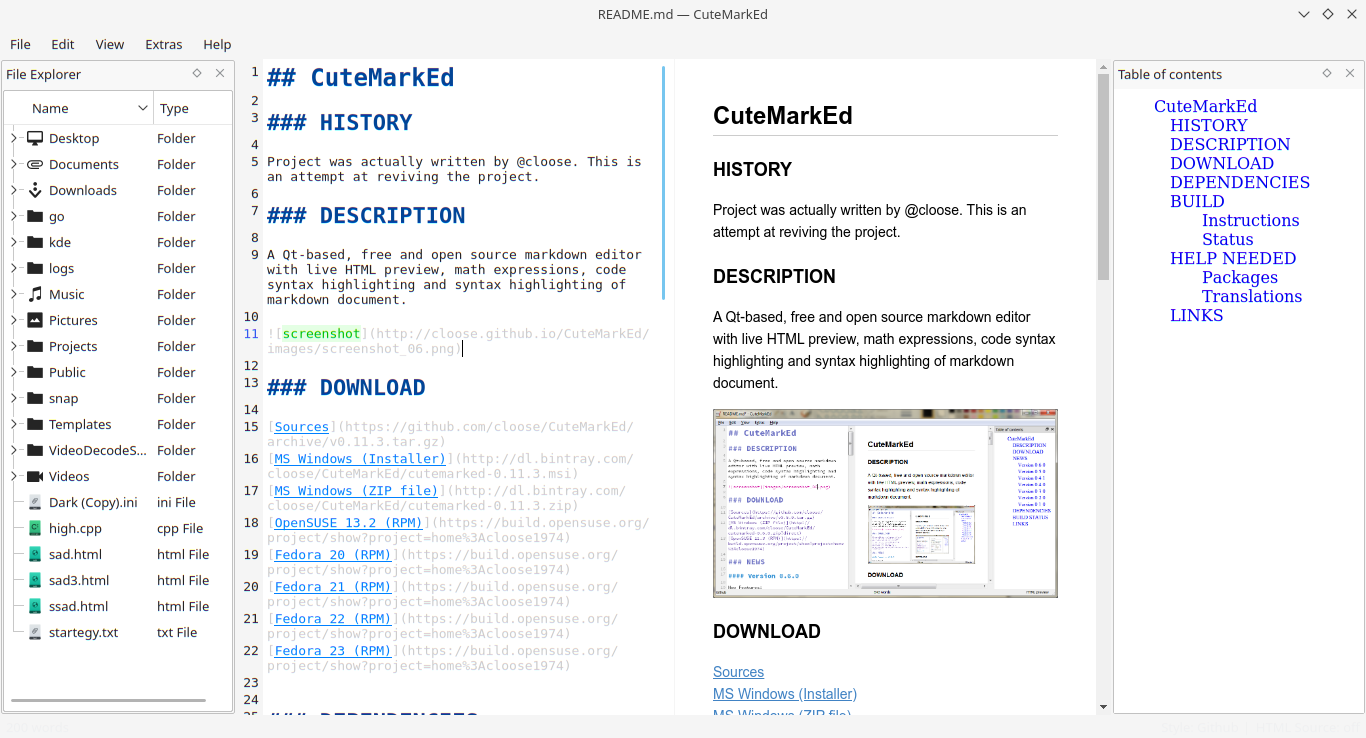 README.md — CuteMarkEd
File Edit View Extras Help
File Explorer
Name Type
Desktop Folder
Documents Folder
Downloads Folder
go Folder
kde Folder
logs Folder
Music Folder
Pictures Folder
Projects Folder
Public Folder
snap Folder
Templates Folder
VideoDecodeS... Folder
Videos Folder
Dark (Copy).ini ini File
high.cpp cpp File
sad.html html File
sad3.html html File
ssad.html html File
startegy.txt txt File
1 ## CuteMarkEd
2
3 ### HISTORY
4
5 Project was actually written by @cloose. This is
an attempt at reviving the project.
6
7 ### DESCRIPTION
8
9 A Qt-based, free and open source markdown editor
with live HTML preview, math expressions, code
syntax highlighting and syntax highlighting of
markdown document.
10
11 ![screenshot](http://cloose.github.io/CuteMarkEd/
images/screenshot_06.png)
12
13 ### DOWNLOAD
14
15 [Sources](https://github.com/cloose/CuteMarkEd/
archive/v0.11.3.tar.gz)
16 [MS Windows (Installer)](http://dl.bintray.com/
cloose/CuteMarkEd/cutemarked-0.11.3.msi)
17 [MS Windows (ZIP file)](http://dl.bintray.com/
cloose/CuteMarkEd/cutemarked-0.11.3.zip)
18 [OpenSUSE 13.2 (RPM)](https://build.opensuse.org/
project/show?project=home%3Acloose1974)
19 [Fedora 20 (RPM)](https://build.opensuse.org/
project/show?project=home%3Acloose1974)
20 [Fedora 21 (RPM)](https://build.opensuse.org/
project/show?project=home%3Acloose1974)
21 [Fedora 22 (RPM)](https://build.opensuse.org/
project/show?project=home%3Acloose1974)
22 [Fedora 23 (RPM)](https://build.opensuse.org/
project/show?project=home%3Acloose1974)
23
24
25 ### DEPENDENCIES
CuteMarkEd
HISTORY
Project was actually written by @cloose. This is an
attempt at reviving the project.
DESCRIPTION
A Qt-based, free and open source markdown editor
with live HTML preview, math expressions, code syntax
highlighting and syntax highlighting of markdown
document.
## CuteMarkEd
### DESCRIPTION
### DOWNLOAD
### NEWS
#### Version 0.6.0
CuteMarkEd
DESCRIPTION
DOWNLOAD
DOWNLOAD
Sources
MS Windows (Installer)
MS Windows (ZIP file)
Table of contents
CuteMarkEd
HISTORY
DESCRIPTION
DOWNLOAD
DEPENDENCIES
BUILD
Instructions
Status
HELP NEEDED
Packages
Translations
LINKS